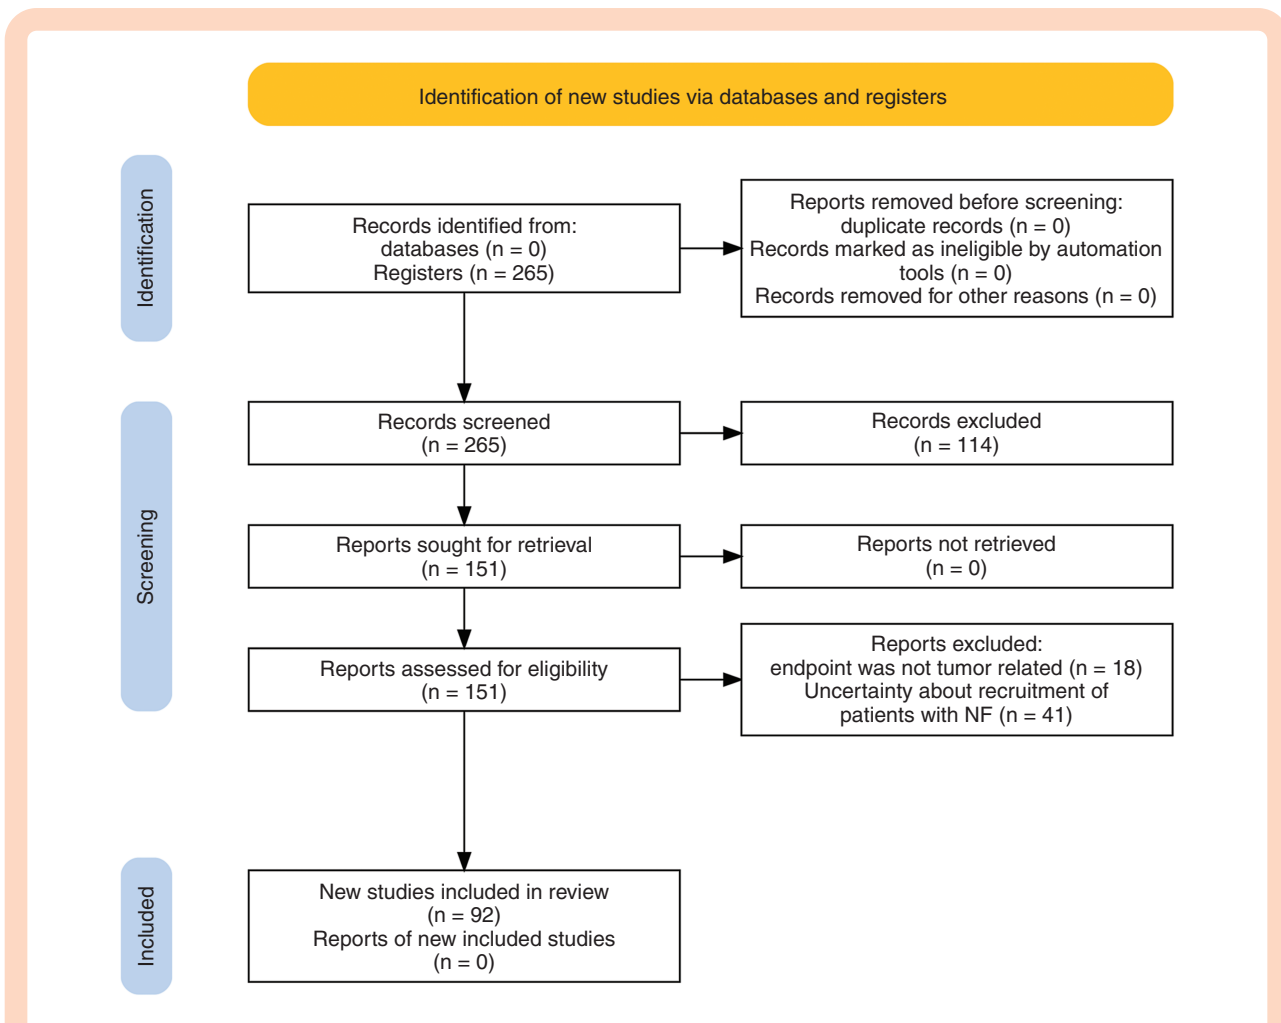 Identification of new studies via databases and registers
Identification
Records identified from:
databases (n = 0)
Registers (n = 265)
Reports removed before screening:
duplicate records (n = 0)
Records marked as ineligible by automation
tools (n = 0)
Records removed for other reasons (n = 0)
Screening
Records screened
(n = 265)
Records excluded
(n = 114)
Reports sought for retrieval
(n = 151)
Reports not retrieved
(n = 0)
Reports assessed for eligibility
(n = 151)
Reports excluded:
endpoint was not tumor related (n = 18)
Uncertainty about recruitment of
patients with NF (n = 41)
Included
New studies included in review
(n = 92)
Reports of new included studies
(n = 0)